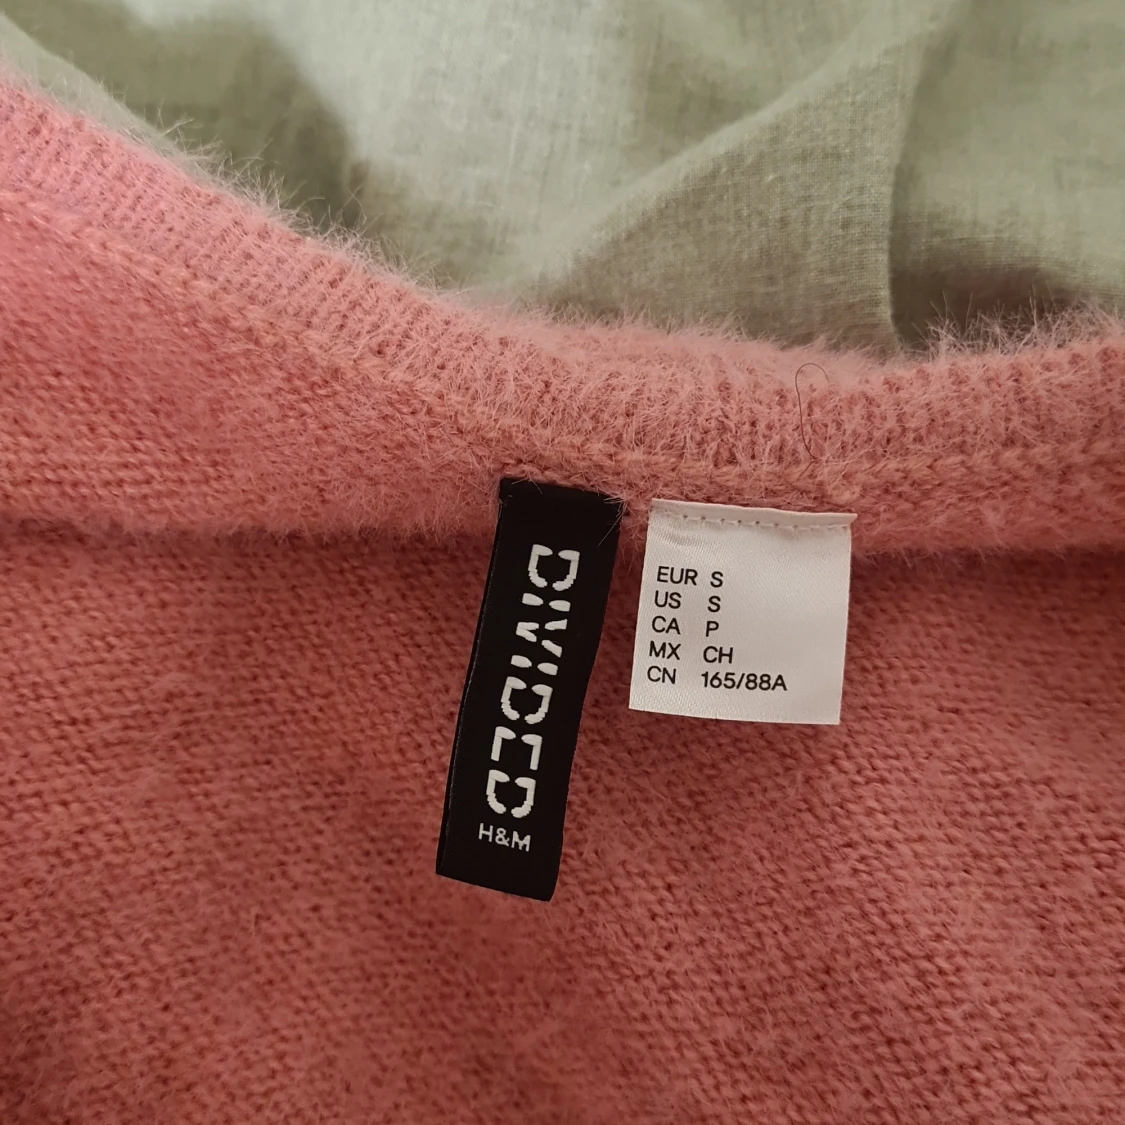 DIVIDED
H&M
EUR S
US S
CA P
MX CH
CN 165/88A